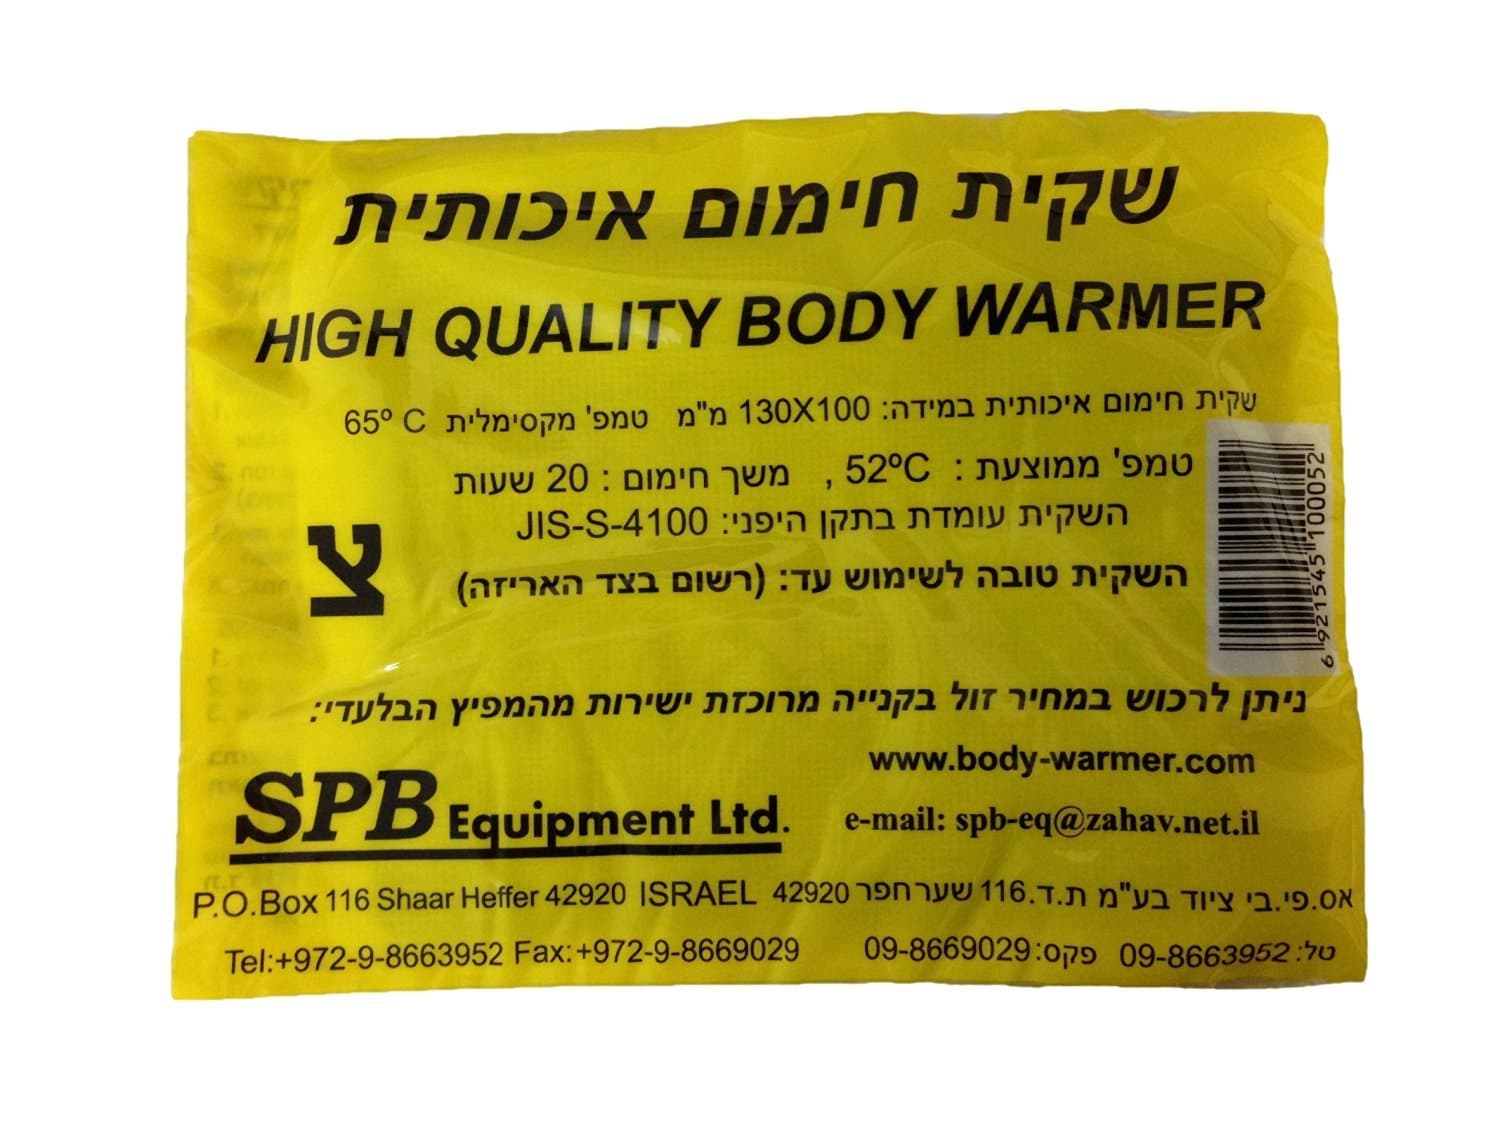 שקית חימום איכותית
HIGH QUALITY BODY WARMER
שקית חימום איכותית במידה: 130X100 מ"מ טמפ' מקסימלית 65º C
טמפ' ממוצעת : 52ºC , משך חימום : 20 שעות
השקית עומדת בתקן היפני: JIS-S-4100
השקית טובה לשימוש עד: (רשום בצד האריזה)
צ
6 921545 100052
ניתן לרכוש במחיר זול בקנייה מרוכזת ישירות מהמפיץ הבלעדי:
www.body-warmer.com
SPB Equipment Ltd.
e-mail: spb-eq@zahav.net.il
P.O.Box 116 Shaar Heffer 42920 ISRAEL אס.פי.בי ציוד בע"מ ת.ד.116 שער חפר 42920
Tel:+972-9-8663952 Fax:+972-9-8669029 טל: 09-8663952 פקס: 09-8669029